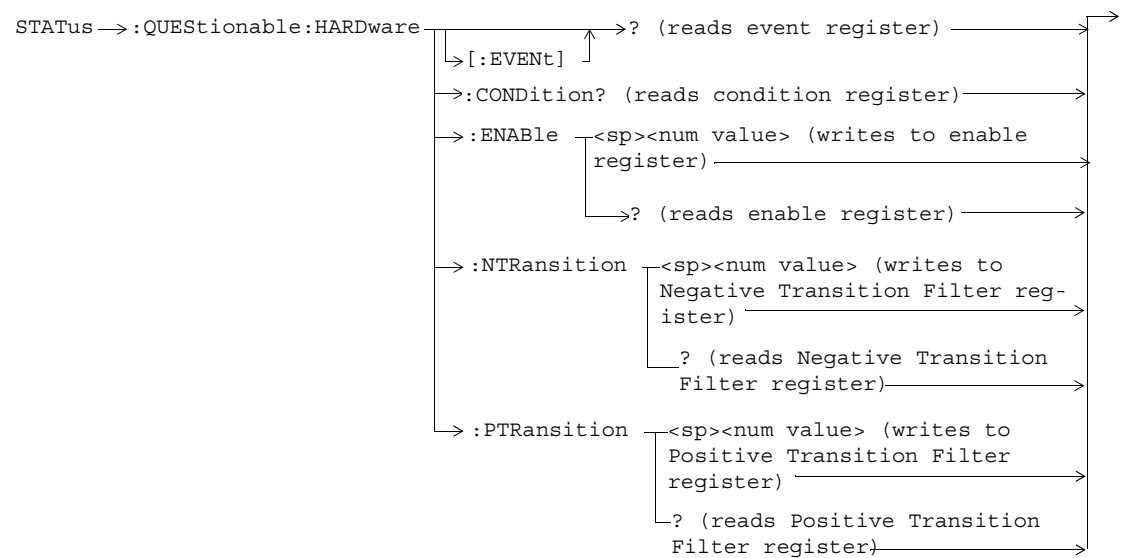 STATus :QUEStionable:HARDware ? (reads event register)
[:EVENt]
:CONDition? (reads condition register)
:ENABle <sp><num value> (writes to enable
register)
? (reads enable register)
:NTRansition <sp><num value> (writes to
Negative Transition Filter reg-
ister)
? (reads Negative Transition
Filter register)
:PTRansition <sp><num value> (writes to
Positive Transition Filter
register)
? (reads Positive Transition
Filter register)